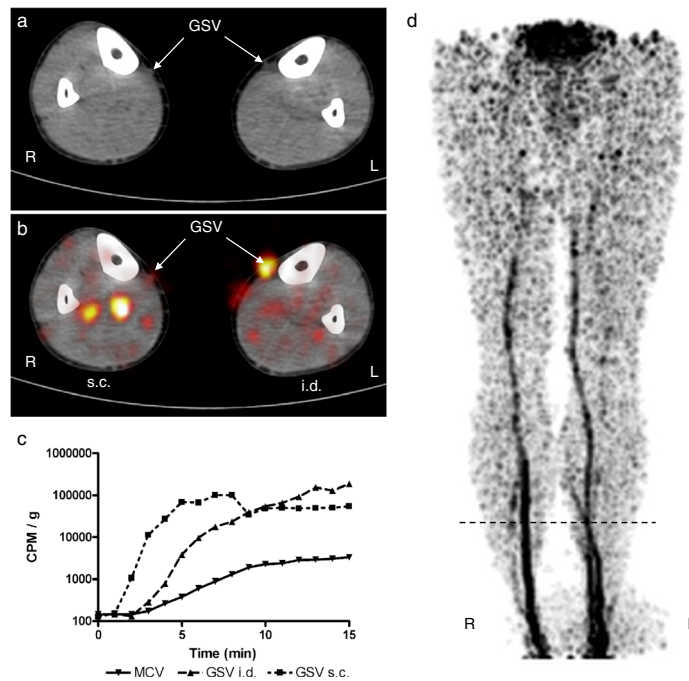 a
GSV
R
L
b
GSV
R
L
s.c.
i.d.
c
1000000
100000
10000
1000
100
CPM / g
0
5
10
15
Time (min)
MCV
GSV i.d.
GSV s.c.
d
R